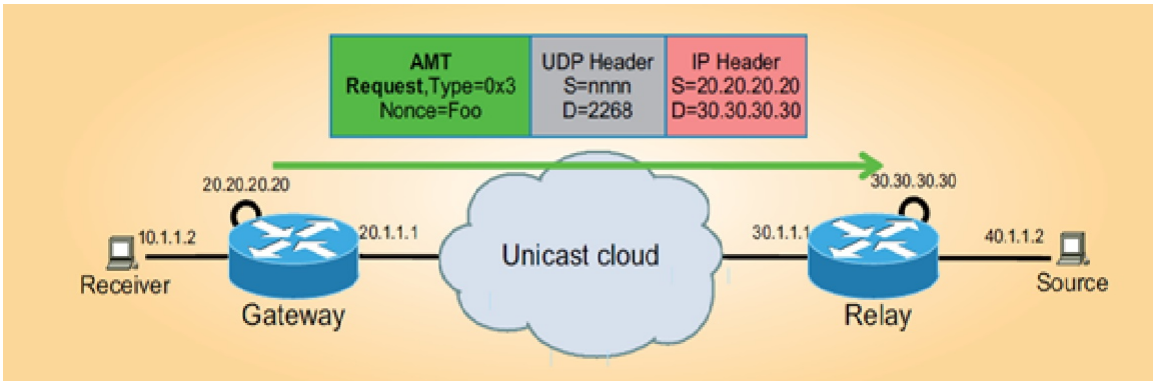 AMT
Request,Type=0x3
Nonce=Foo
UDP Header
S=nnnn
D=2268
IP Header
S=20.20.20.20
D=30.30.30.30
20.20.20.20
30.30.30.30
10.1.1.2
20.1.1.1
30.1.1.1
40.1.1.2
Receiver
Unicast cloud
Source
Gateway
Relay